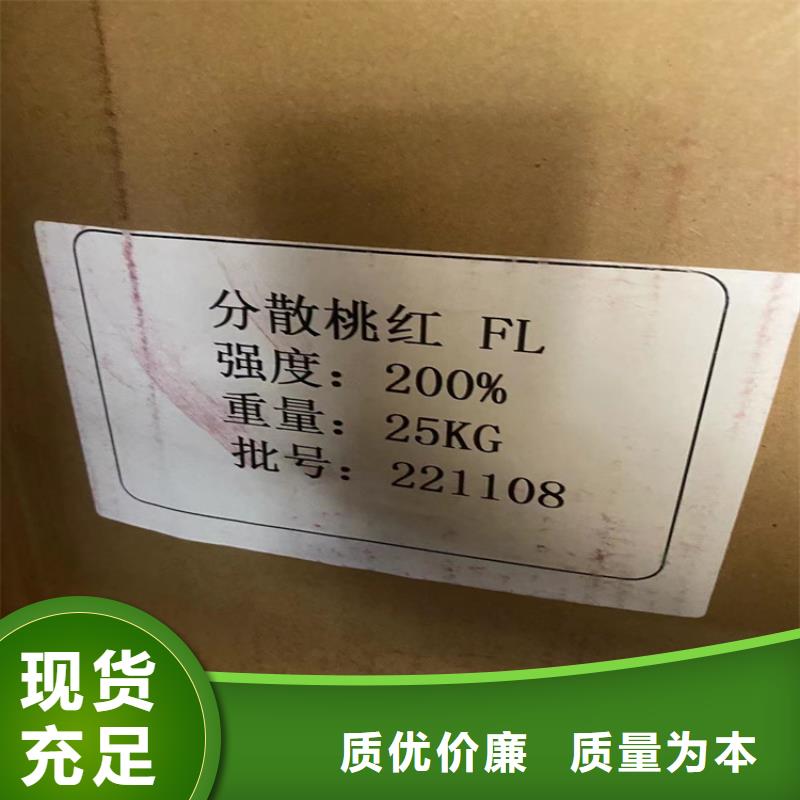 分散桃红 FL
强度：200%
重量：25KG
批号：221108
现货
充足
质优价廉 质量为本